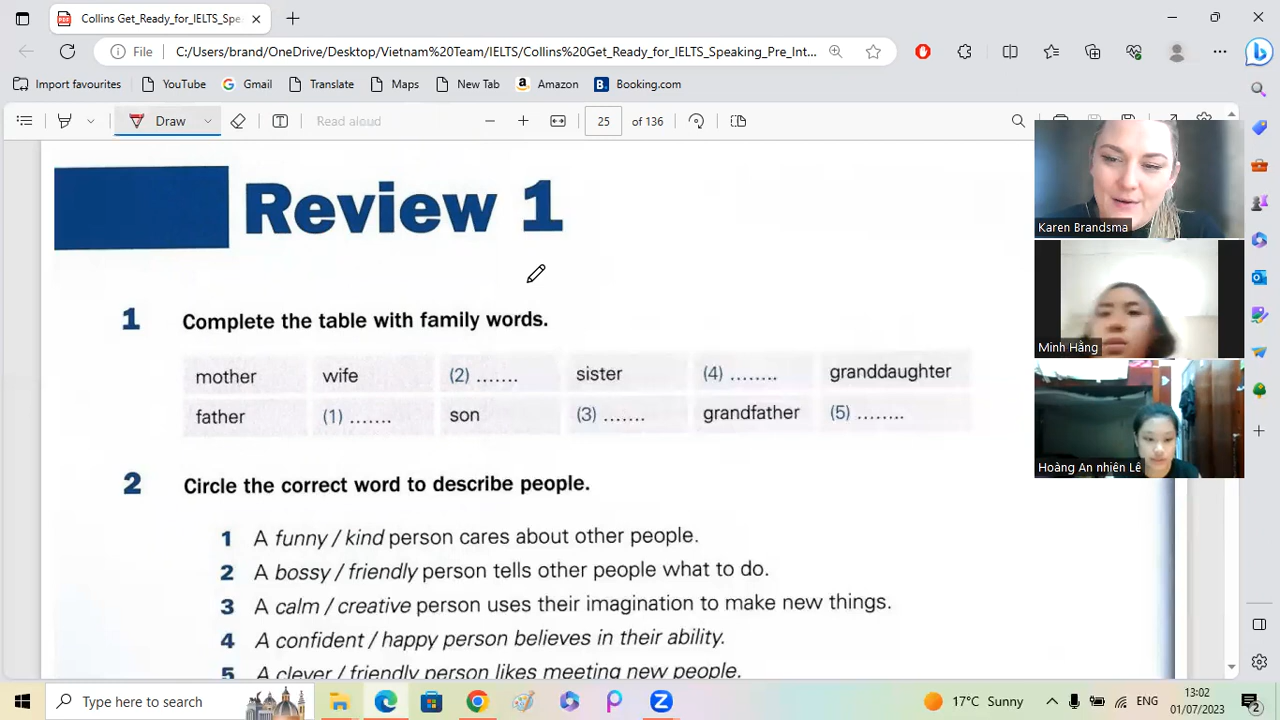 Collins Get_Ready_for_IELTS_Spe
File C:/Users/brand/OneDrive/Desktop/Vietnam%20Team/IELTS/Collins%20Get_Ready_for_IELTS_Speaking_Pre_Int...
Import favourites YouTube Gmail Translate Maps New Tab Amazon Booking.com
Draw Read aloud 25 of 136
Review 1
1 Complete the table with family words.
mother wife (2) ....... sister (4) ........ granddaughter
father (1) ....... son (3) ....... grandfather (5) ........
2 Circle the correct word to describe people.
1 A funny / kind person cares about other people.
2 A bossy / friendly person tells other people what to do.
3 A calm / creative person uses their imagination to make new things.
4 A confident / happy person believes in their ability.
5 A clever / friendly person likes meeting new people.
Karen Brandsma
Minh Hằng
Hoàng An nhiên Lê
Type here to search
17°C Sunny ENG 13:02
01/07/2023 2